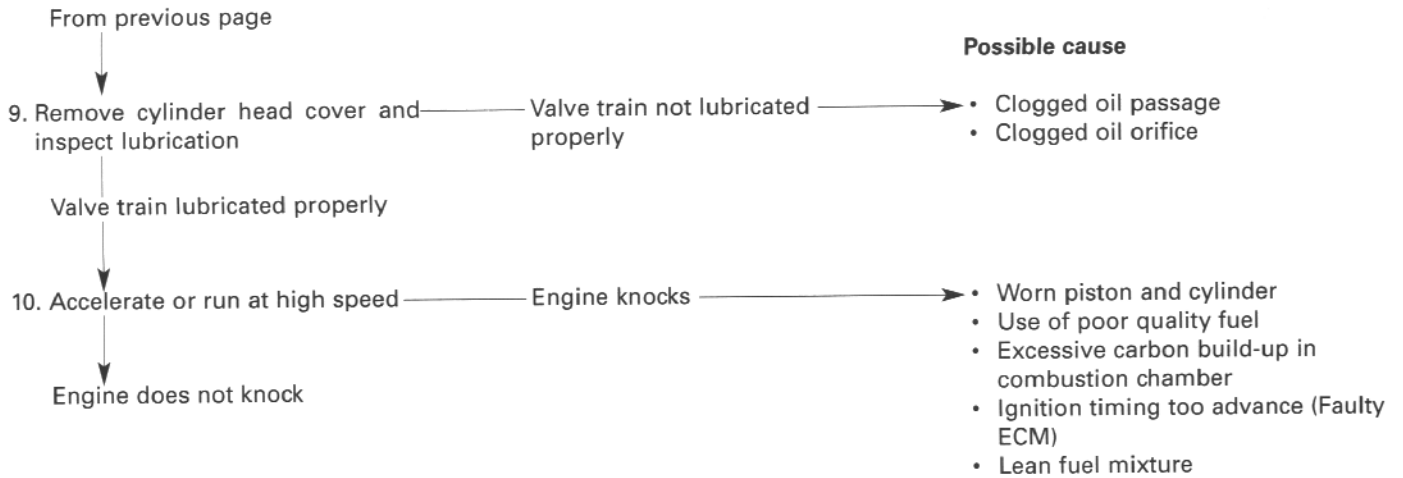 From previous page
Possible cause
9. Remove cylinder head cover and
inspect lubrication
Valve train not lubricated
properly
• Clogged oil passage
• Clogged oil orifice
Valve train lubricated properly
10. Accelerate or run at high speed
Engine knocks
• Worn piston and cylinder
• Use of poor quality fuel
• Excessive carbon build-up in
combustion chamber
• Ignition timing too advance (Faulty
ECM)
• Lean fuel mixture
Engine does not knock